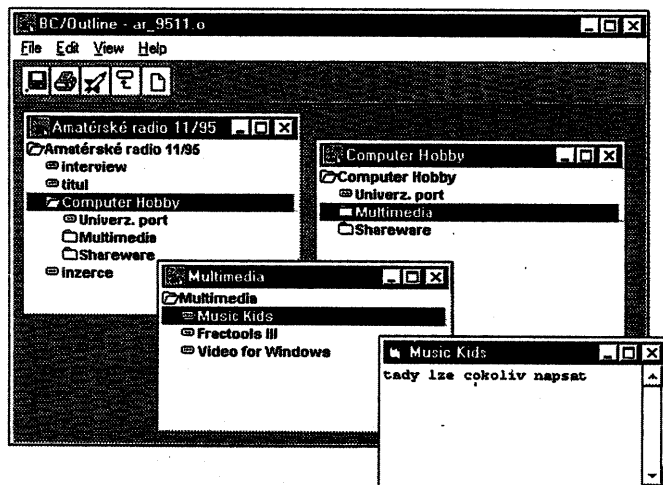 BC/Outline - ar_9511.o
File Edit View Help
Amatérské radio 11/95
Amatérské radio 11/95
interview
titul
Computer Hobby
Univerz. port
Multimedia
Shareware
inzerce
Computer Hobby
Computer Hobby
Univerz. port
Multimedia
Shareware
Multimedia
Multimedia
Music Kids
Fractools III
Video for Windows
Music Kids
tady lze cokoliv napsat